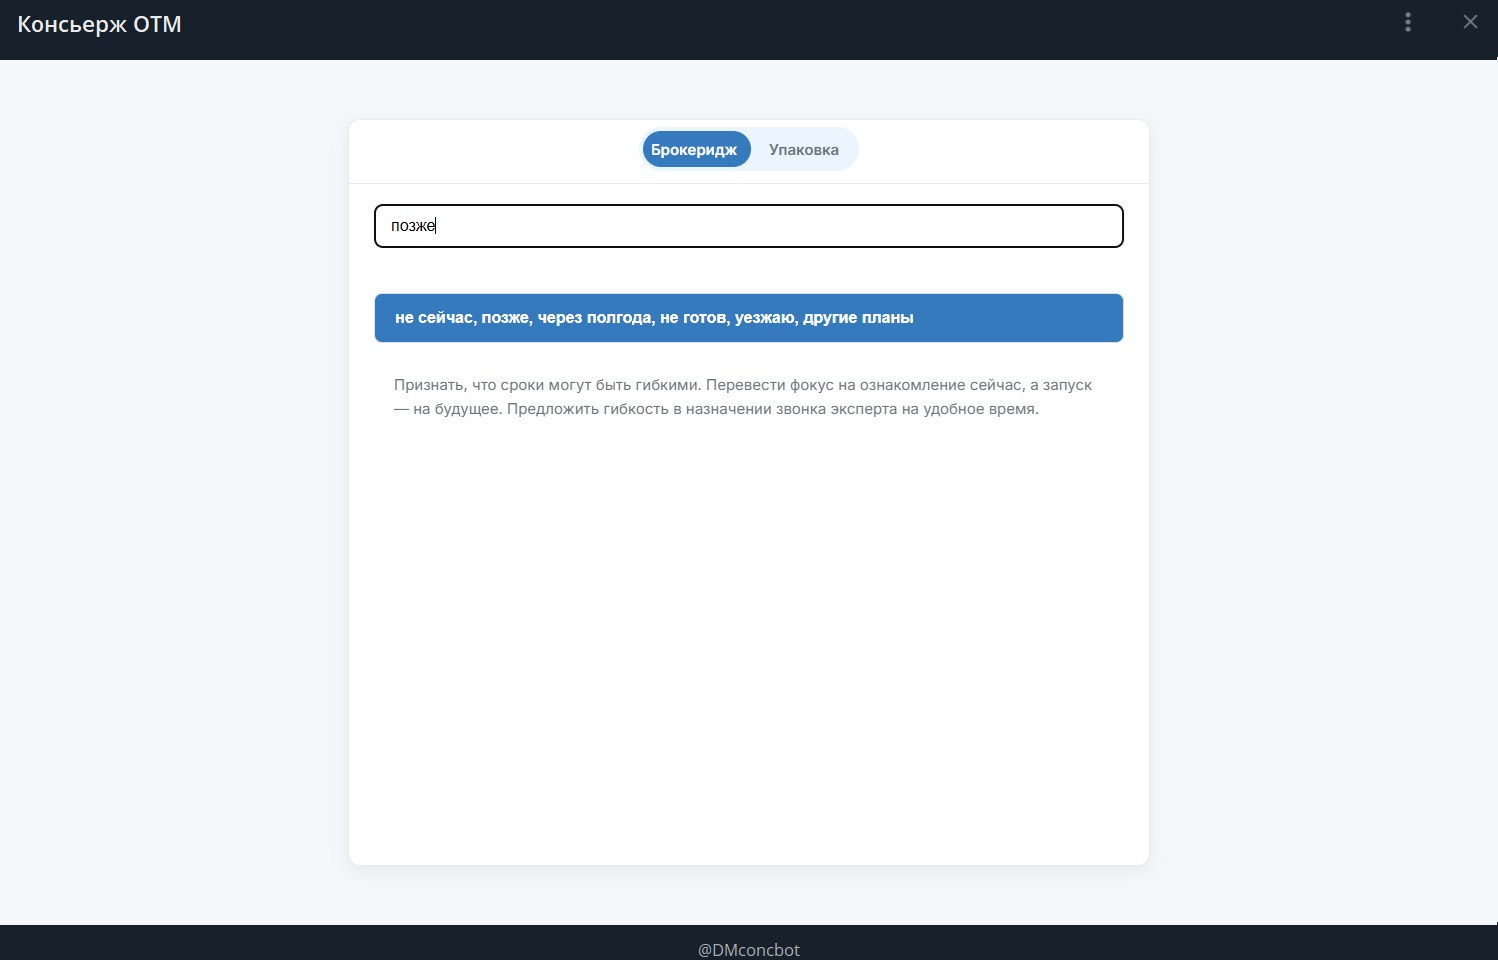 Консьерж ОТМ
Брокеридж Упаковка
позже
не сейчас, позже, через полгода, не готов, уезжаю, другие планы
Признать, что сроки могут быть гибкими. Перевести фокус на ознакомление сейчас, а запуск
— на будущее. Предложить гибкость в назначении звонка эксперта на удобное время.
@DMconcbot